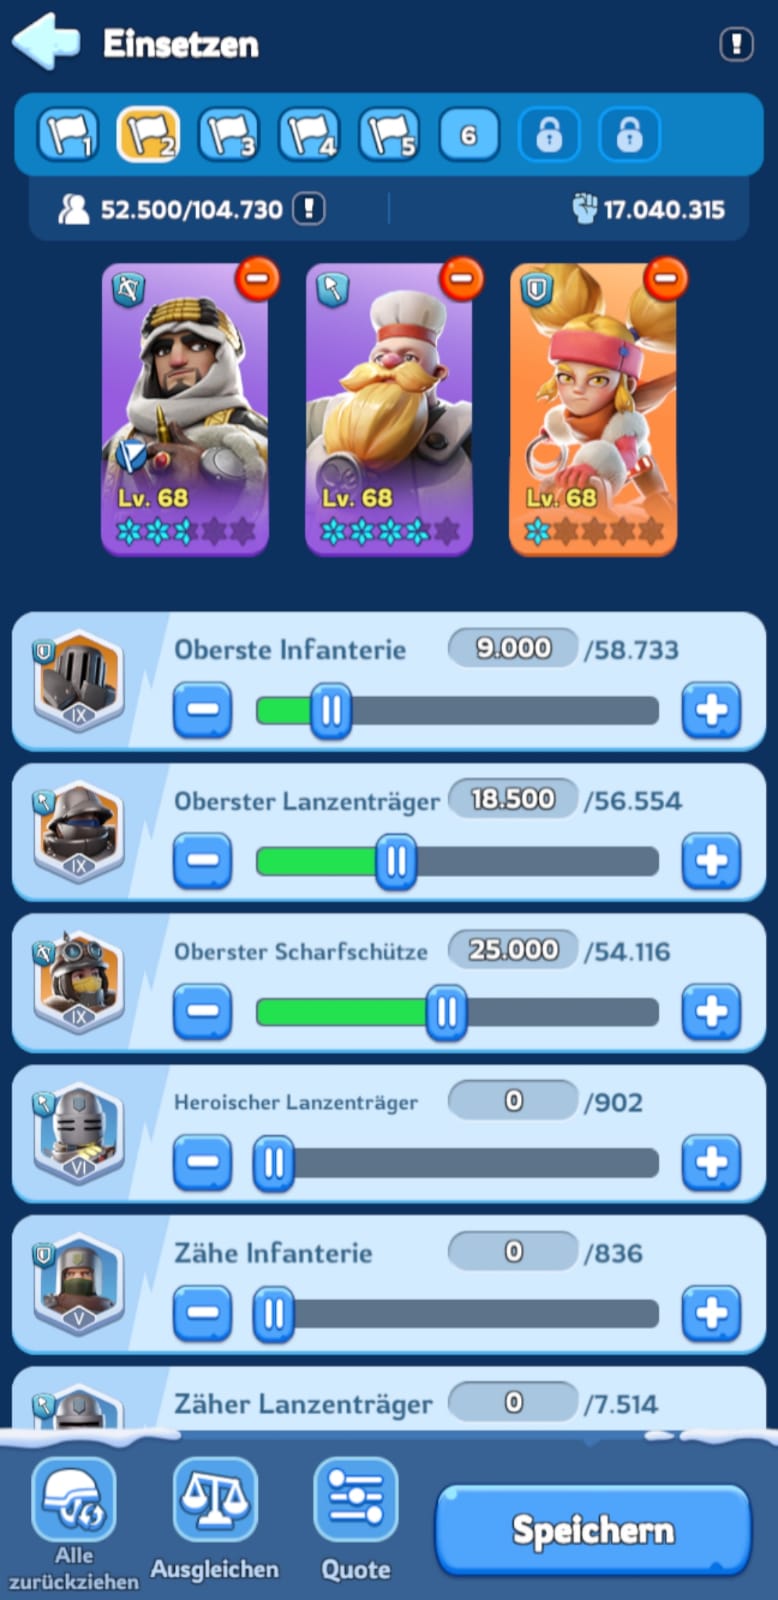 Einsetzen
1 2 3 4 5 6
52.500/104.730 ! 17.040.315
Lv. 68 Lv. 68 Lv. 68
Oberste Infanterie 9.000 /58.733
IX
Oberster Lanzenträger 18.500 /56.554
IX
Oberster Scharfschütze 25.000 /54.116
IX
Heroischer Lanzenträger 0 /902
VI
Zähe Infanterie 0 /836
V
Zäher Lanzenträger 0 /7.514
Alle zurückziehen
Ausgleichen
Quote
Speichern